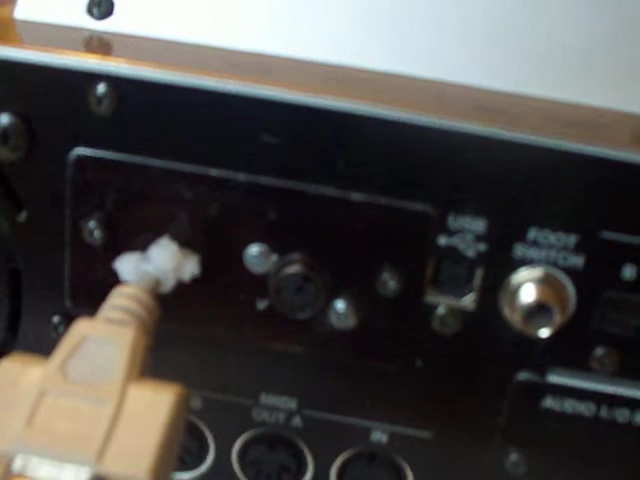 USB
FOOT
SWITCH
B
MIDI
OUT A
IN
AUDIO I/O